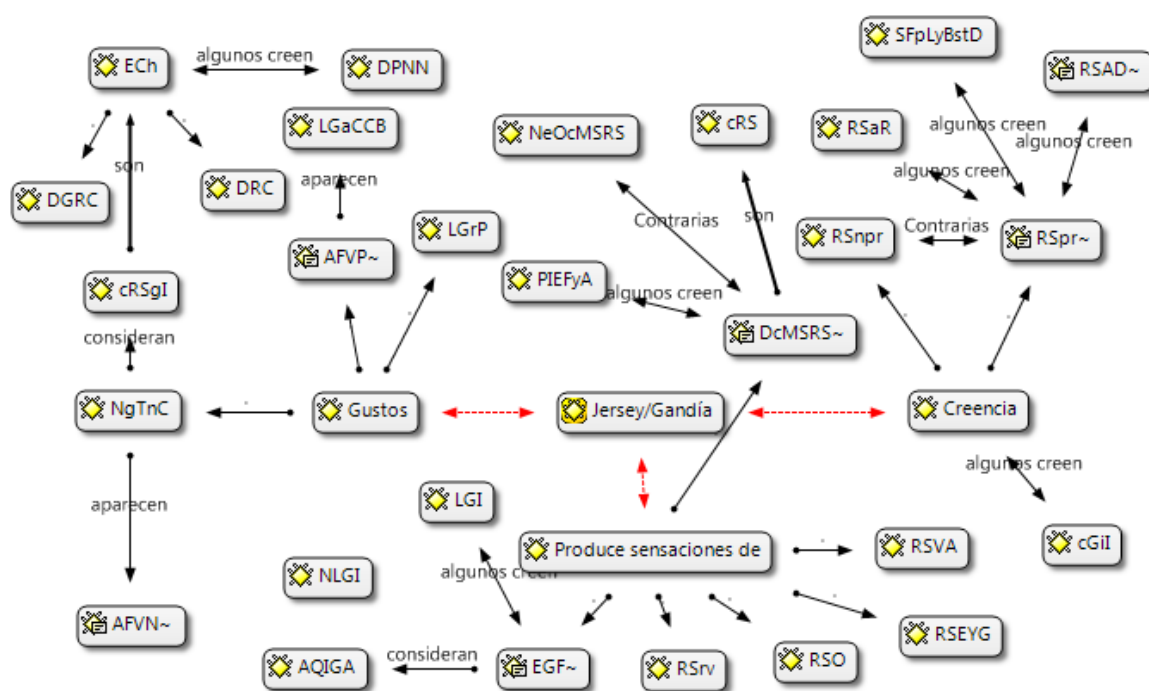 SFpLyBstD
algunos creen
ECh
DPNN
RSAD~
LGaCCB
NeOcMSRS
cRS
RSaR
algunos creen
algunos creen
son
aparecen
algunos creen
DGRC
DRC
LGrP
Contrarias
son
RSnpr
Contrarias
RSpr~
AFVP~
cRSgI
PIEFyA
algunos creen
consideran
DcMSRS~
NgTnC
Gustos
Jersey/Gandía
Creencia
algunos creen
aparecen
LGI
Produce sensaciones de
RSVA
cGiI
NLGI
algunos creen
AFVN~
RSEYG
consideran
AQIGA
EGF~
RSrv
RSO